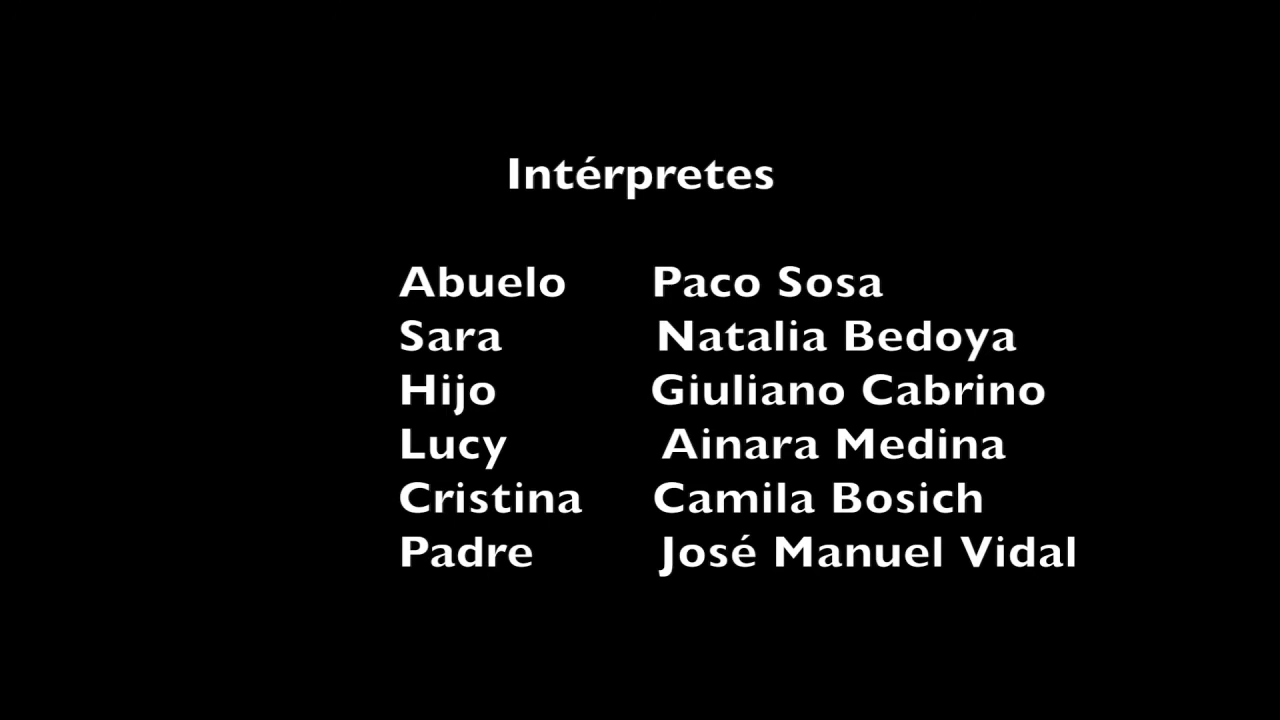 Intérpretes
Abuelo Paco Sosa
Sara Natalia Bedoya
Hijo Giuliano Cabrino
Lucy Ainara Medina
Cristina Camila Bosich
Padre José Manuel Vidal